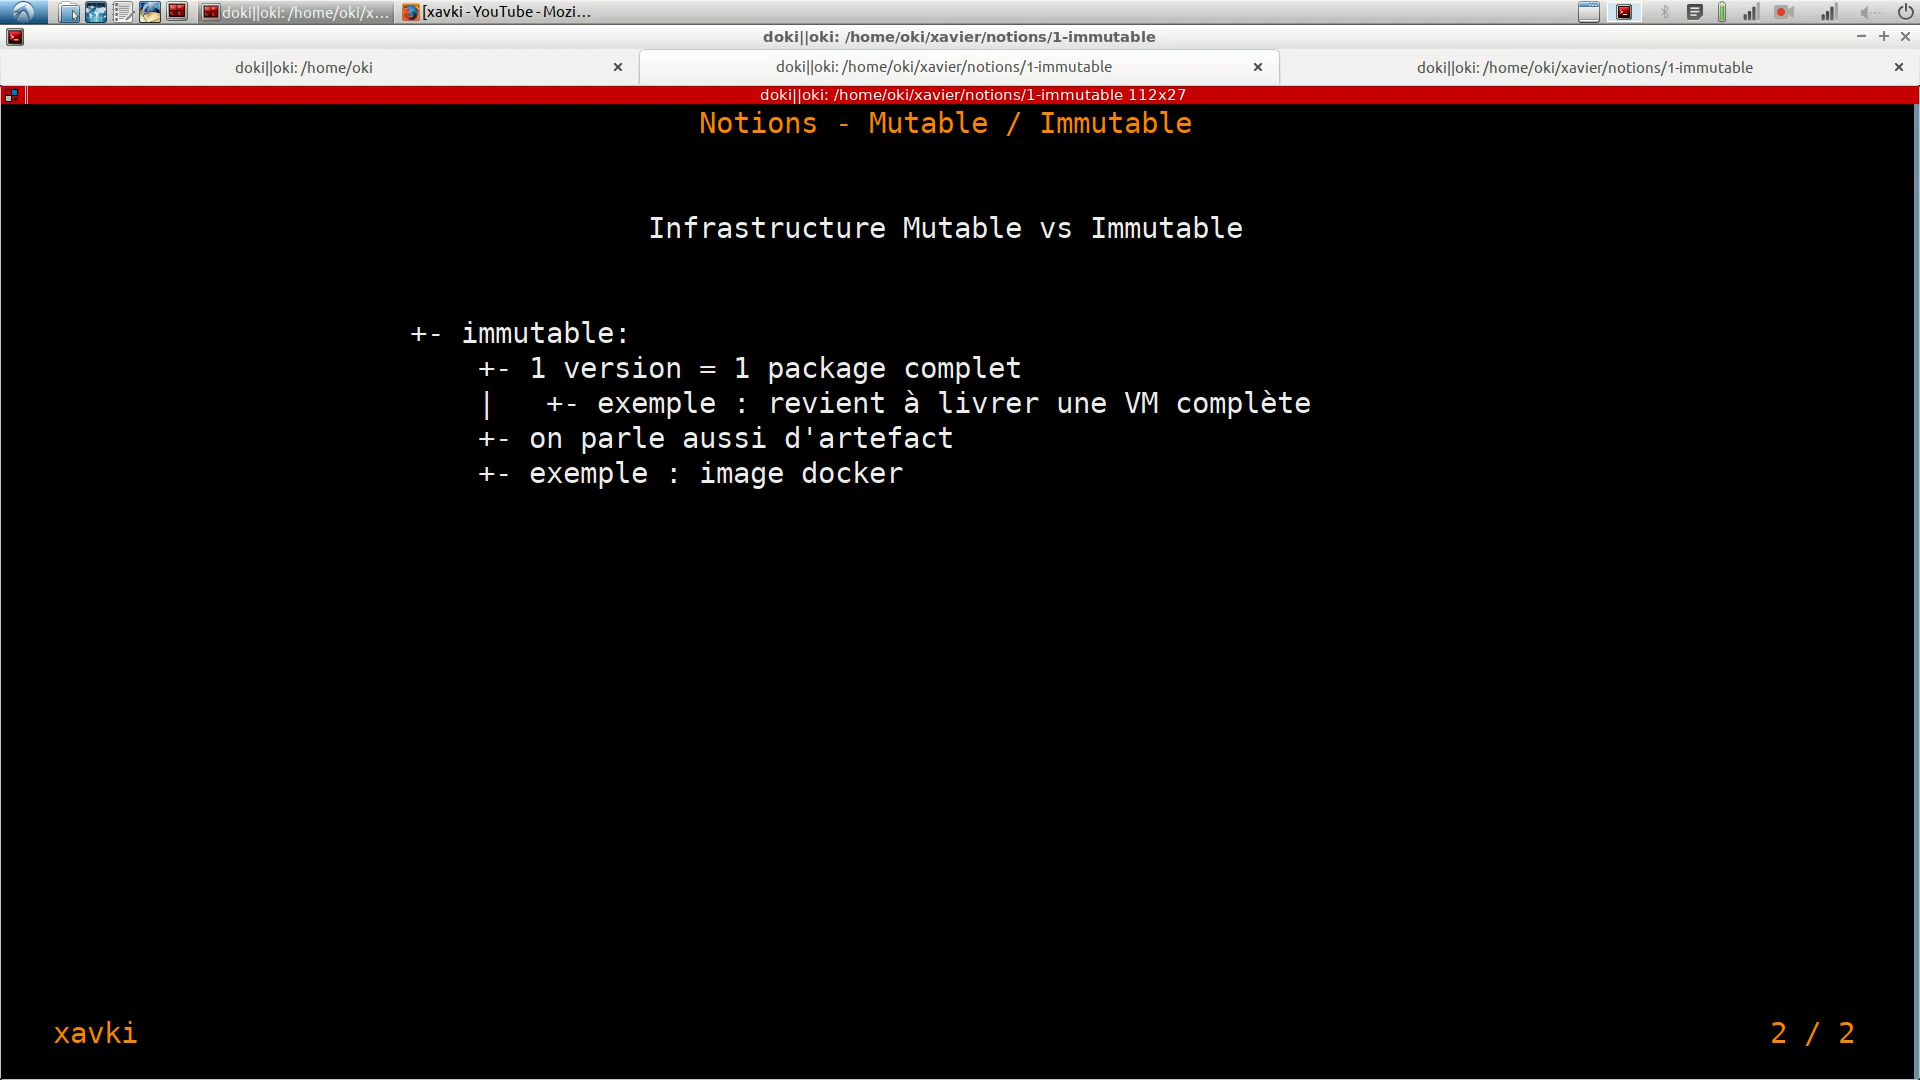 doki||oki: /home/oki/x...
[xavki - YouTube - Mozi...
doki||oki: /home/oki/xavier/notions/1-immutable
doki||oki: /home/oki
doki||oki: /home/oki/xavier/notions/1-immutable
doki||oki: /home/oki/xavier/notions/1-immutable
doki||oki: /home/oki/xavier/notions/1-immutable 112x27
Notions - Mutable / Immutable
Infrastructure Mutable vs Immutable
+- immutable:
+- 1 version = 1 package complet
|   +- exemple : revient à livrer une VM complète
+- on parle aussi d'artefact
+- exemple : image docker
xavki
2 / 2